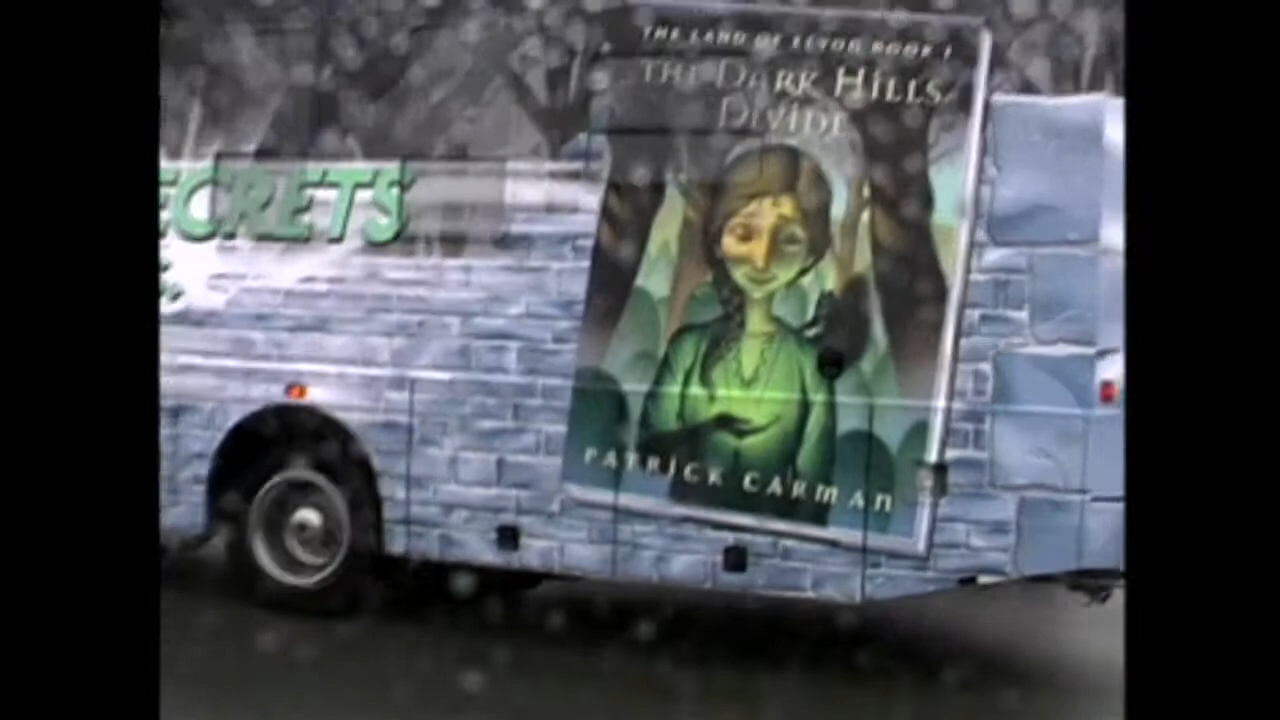 THE LAND OF ELYON BOOK 1
THE DARK HILLS
DIVIDE
ECRETS
PATRICK CARMAN